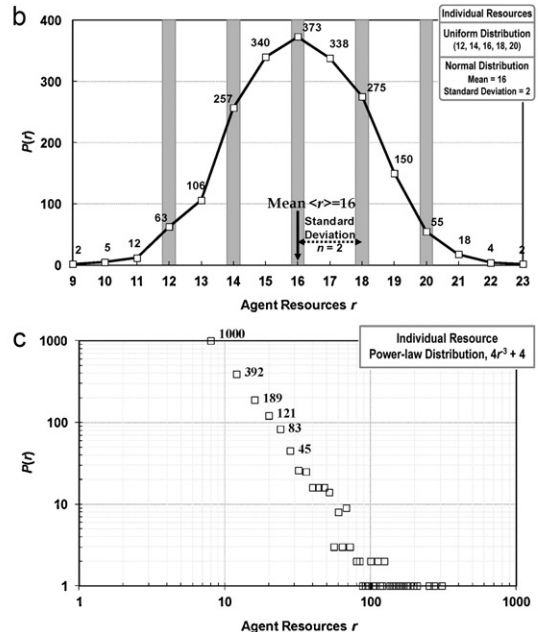 b
Individual Resources
Uniform Distribution
(12, 14, 16, 18, 20)
Normal Distribution
Mean = 16
Standard Deviation = 2
400
300
200
100
0
P(r)
2
5
12
63
106
257
340
373
338
275
150
55
18
4
2
Mean <r>=16
Standard
Deviation
n = 2
9 10 11 12 13 14 15 16 17 18 19 20 21 22 23
Agent Resources r
c
Individual Resource
Power-law Distribution, 4r³ + 4
1000
100
10
1
P(r)
1000
392
189
121
83
45
1 10 100 1000
Agent Resources r